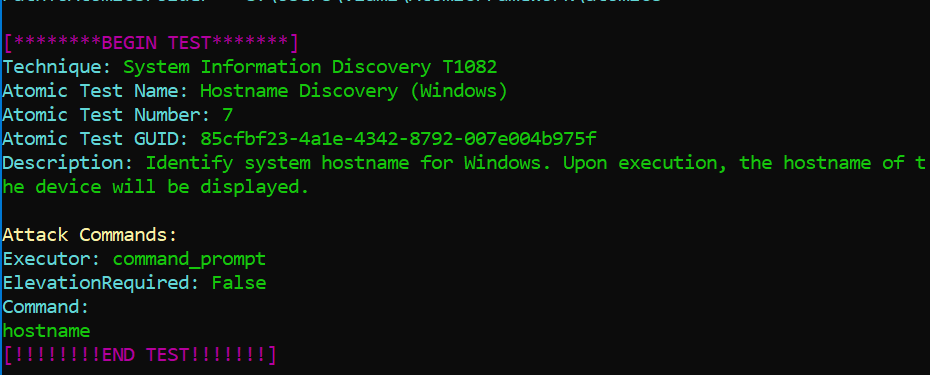 [********BEGIN TEST*******]
Technique: System Information Discovery T1082
Atomic Test Name: Hostname Discovery (Windows)
Atomic Test Number: 7
Atomic Test GUID: 85cfbf23-4a1e-4342-8792-007e004b975f
Description: Identify system hostname for Windows. Upon execution, the hostname of t
he device will be displayed.
Attack Commands:
Executor: command_prompt
ElevationRequired: False
Command:
hostname
[!!!!!!!!END TEST!!!!!!!]